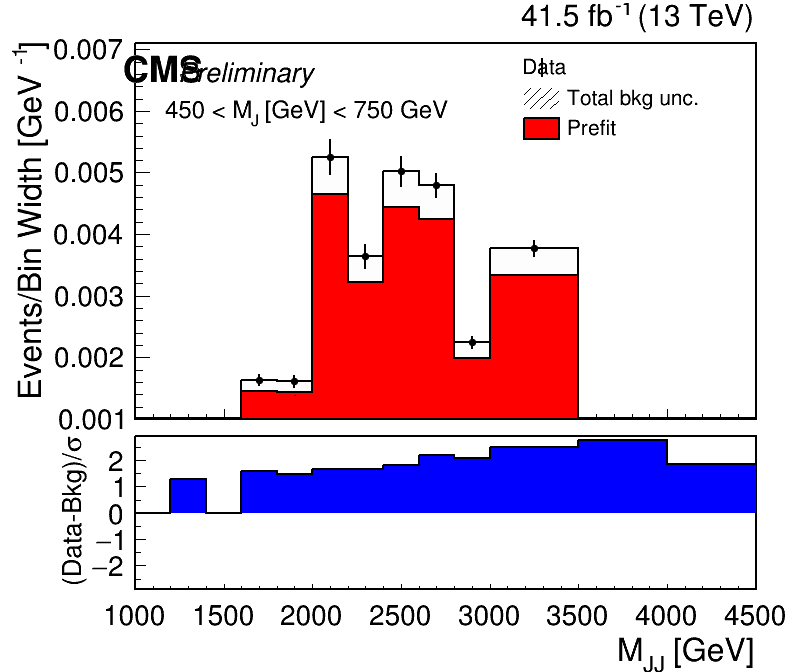 41.5 fb⁻¹ (13 TeV)
CMS Preliminary
450 < M_J [GeV] < 750 GeV
Data
Total bkg unc.
Prefit
Events/Bin Width [GeV⁻¹]
0.007
0.006
0.005
0.004
0.003
0.002
0.001
(Data-Bkg)/σ
2
1
0
−1
−2
1000 1500 2000 2500 3000 3500 4000 4500
M_JJ [GeV]